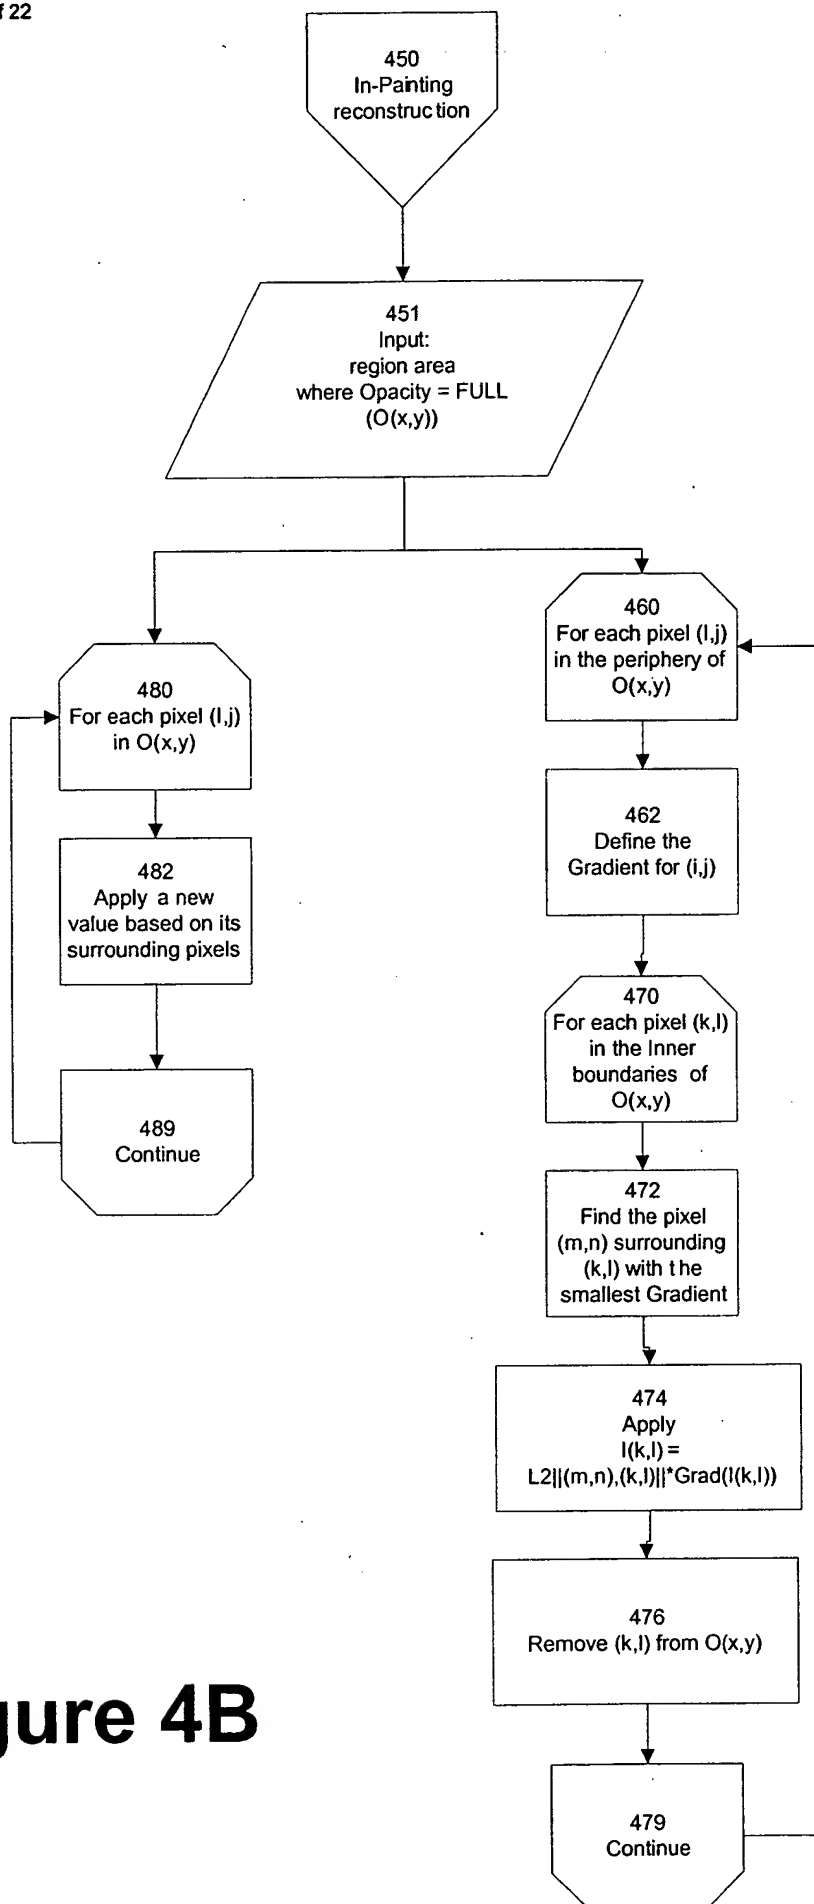 f 22
450
In-Painting
reconstruction
451
Input:
region area
where Opacity = FULL
(O(x,y))
460
For each pixel (I,j)
in the periphery of
O(x,y)
480
For each pixel (I,j)
in O(x,y)
462
Define the
Gradient for (i,j)
482
Apply a new
value based on its
surrounding pixels
470
For each pixel (k,l)
in the Inner
boundaries of
O(x,y)
489
Continue
472
Find the pixel
(m,n) surrounding
(k,l) with the
smallest Gradient
474
Apply
I(k,l) =
L2||(m,n),(k,l)||*Grad(I(k,l))
476
Remove (k,l) from O(x,y)
gure 4B
479
Continue